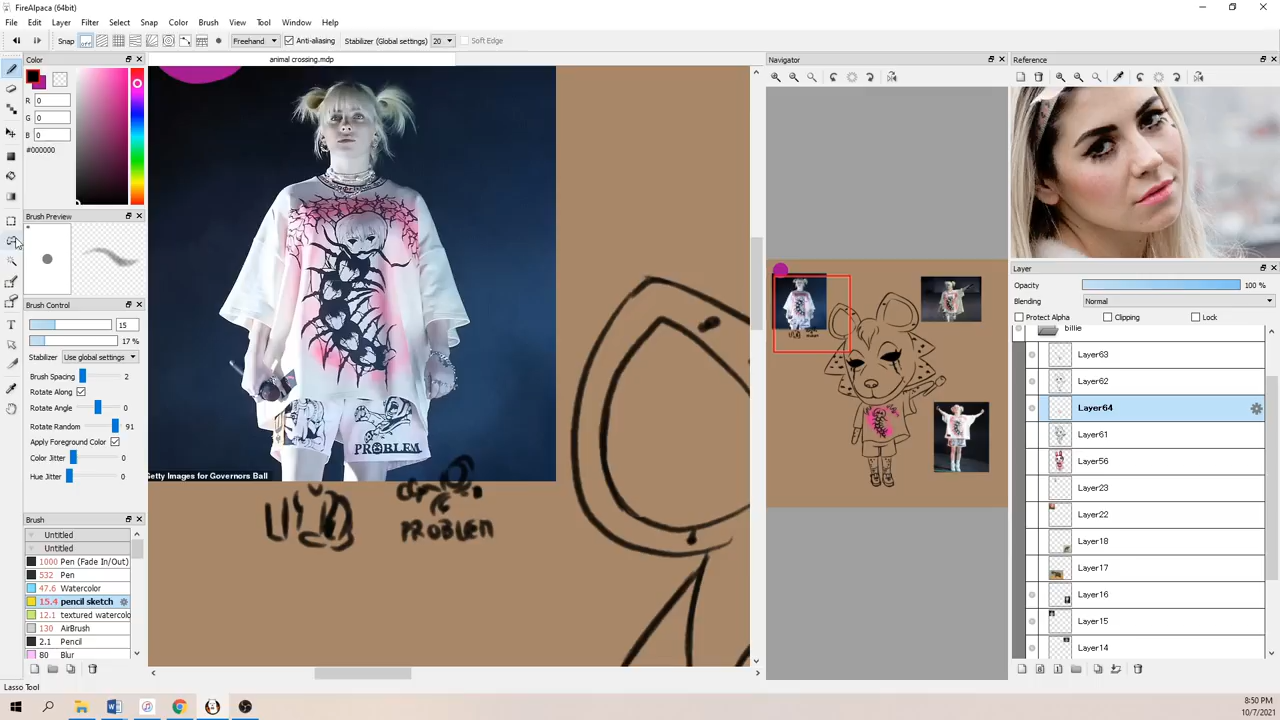 FireAlpaca (64bit)
File Edit Layer Filter Select Snap Color Brush View Tool Window Help
Snap Freehand Anti-aliasing Stabilizer (Global settings) 20 Soft Edge
Color
animal crossing.mdp
Navigator
Reference
R 0
G 0
B 0
#000000
Brush Preview
Brush Control
15
17 %
Stabilizer Use global settings
Brush Spacing 2
Rotate Along
Rotate Angle 0
Rotate Random 91
Apply Foreground Color
Color Jitter 0
Hue Jitter 0
Brush
Untitled
Untitled
1000 Pen (Fade In/Out)
532 Pen
47.6 Watercolor
15.4 pencil sketch
12.1 textured watercolo
130 AirBrush
2.1 Pencil
80 Blur
Lasso Tool
PROBLEM
Getty Images for Governors Ball
PROBLEM
Layer
Opacity 100 %
Blending Normal
Protect Alpha Clipping Lock
billie
Layer63
Layer62
Layer64
Layer61
Layer56
Layer23
Layer22
Layer18
Layer17
Layer16
Layer15
Layer14
8:50 PM
10/7/2021